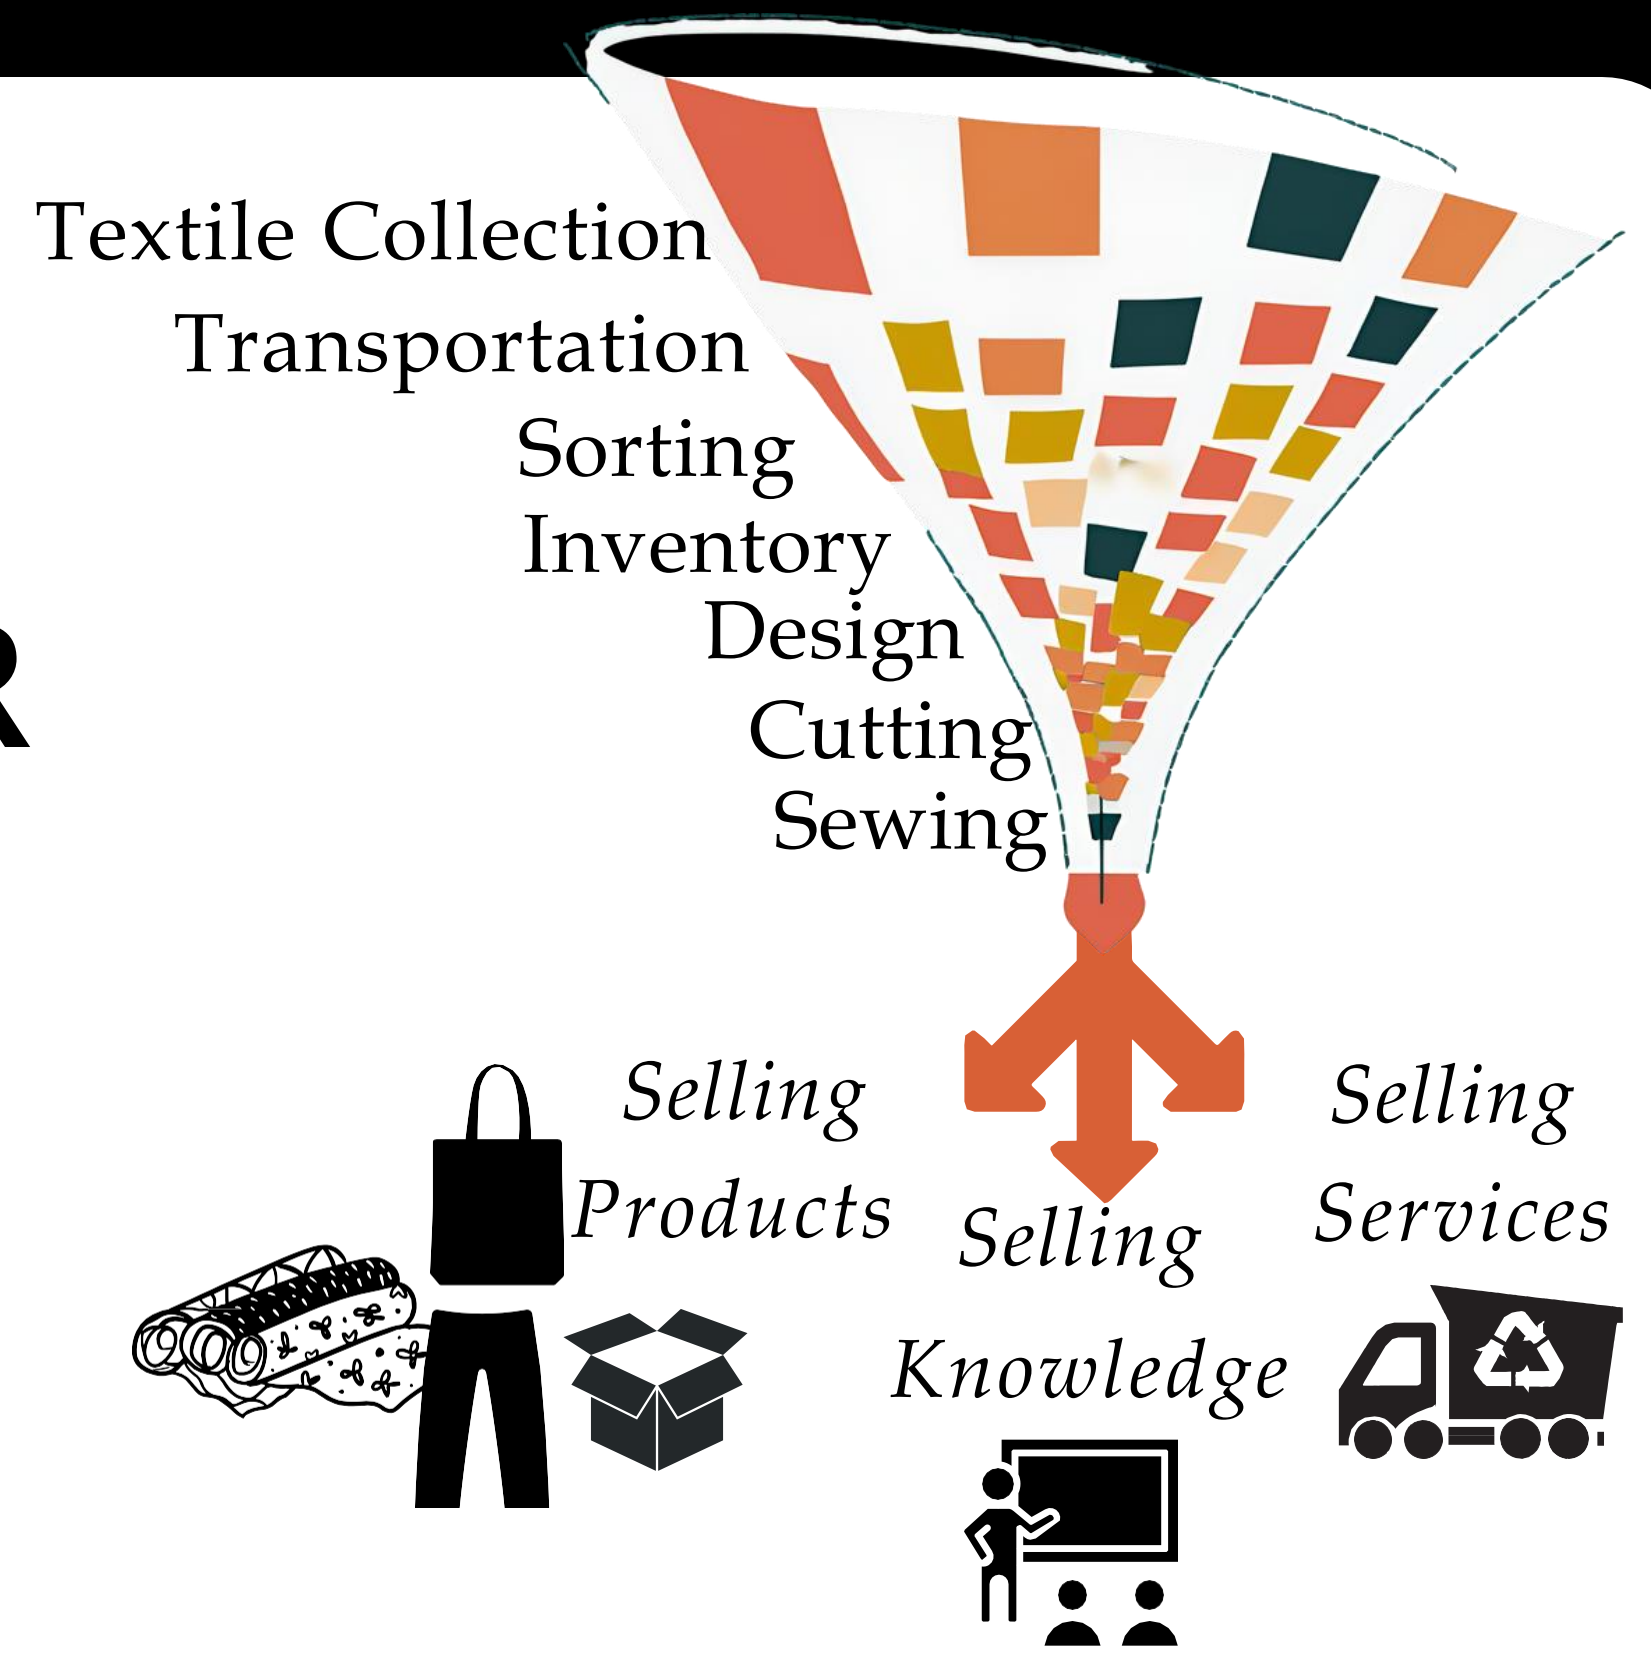 Textile Collection
Transportation
Sorting
Inventory
R
Design
Cutting
Sewing
Selling
Products
Selling
Knowledge
Selling
Services